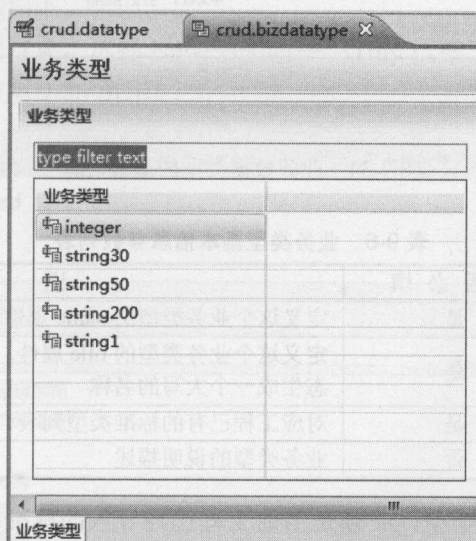 crud.datatype
crud.bizdatatype
业务类型
业务类型
type filter text
业务类型
integer
string30
string50
string200
string1
业务类型